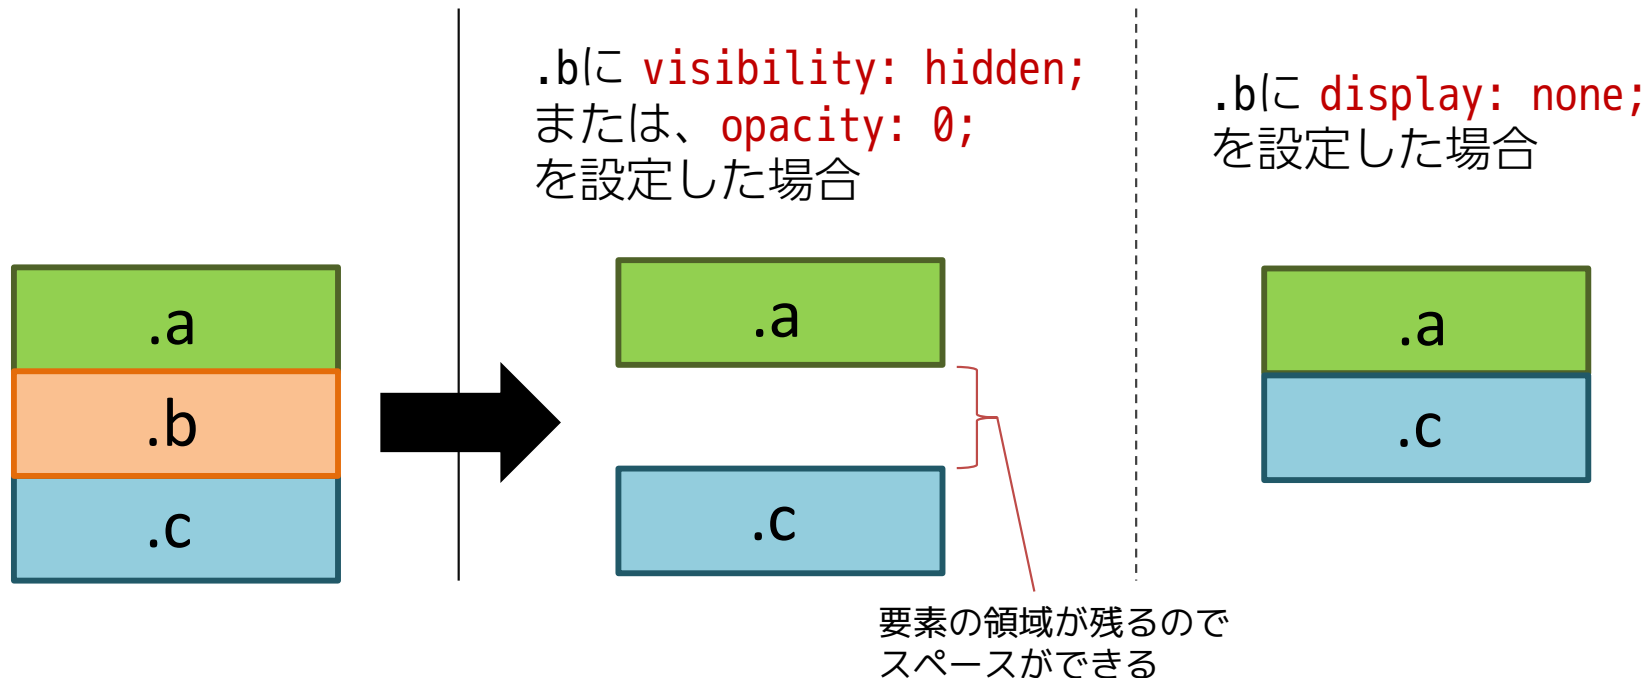 .a
.b
.c
.bに visibility: hidden;
または、opacity: 0;
を設定した場合
.a
.c
要素の領域が残るので
スペースができる
.bに display: none;
を設定した場合
.a
.c